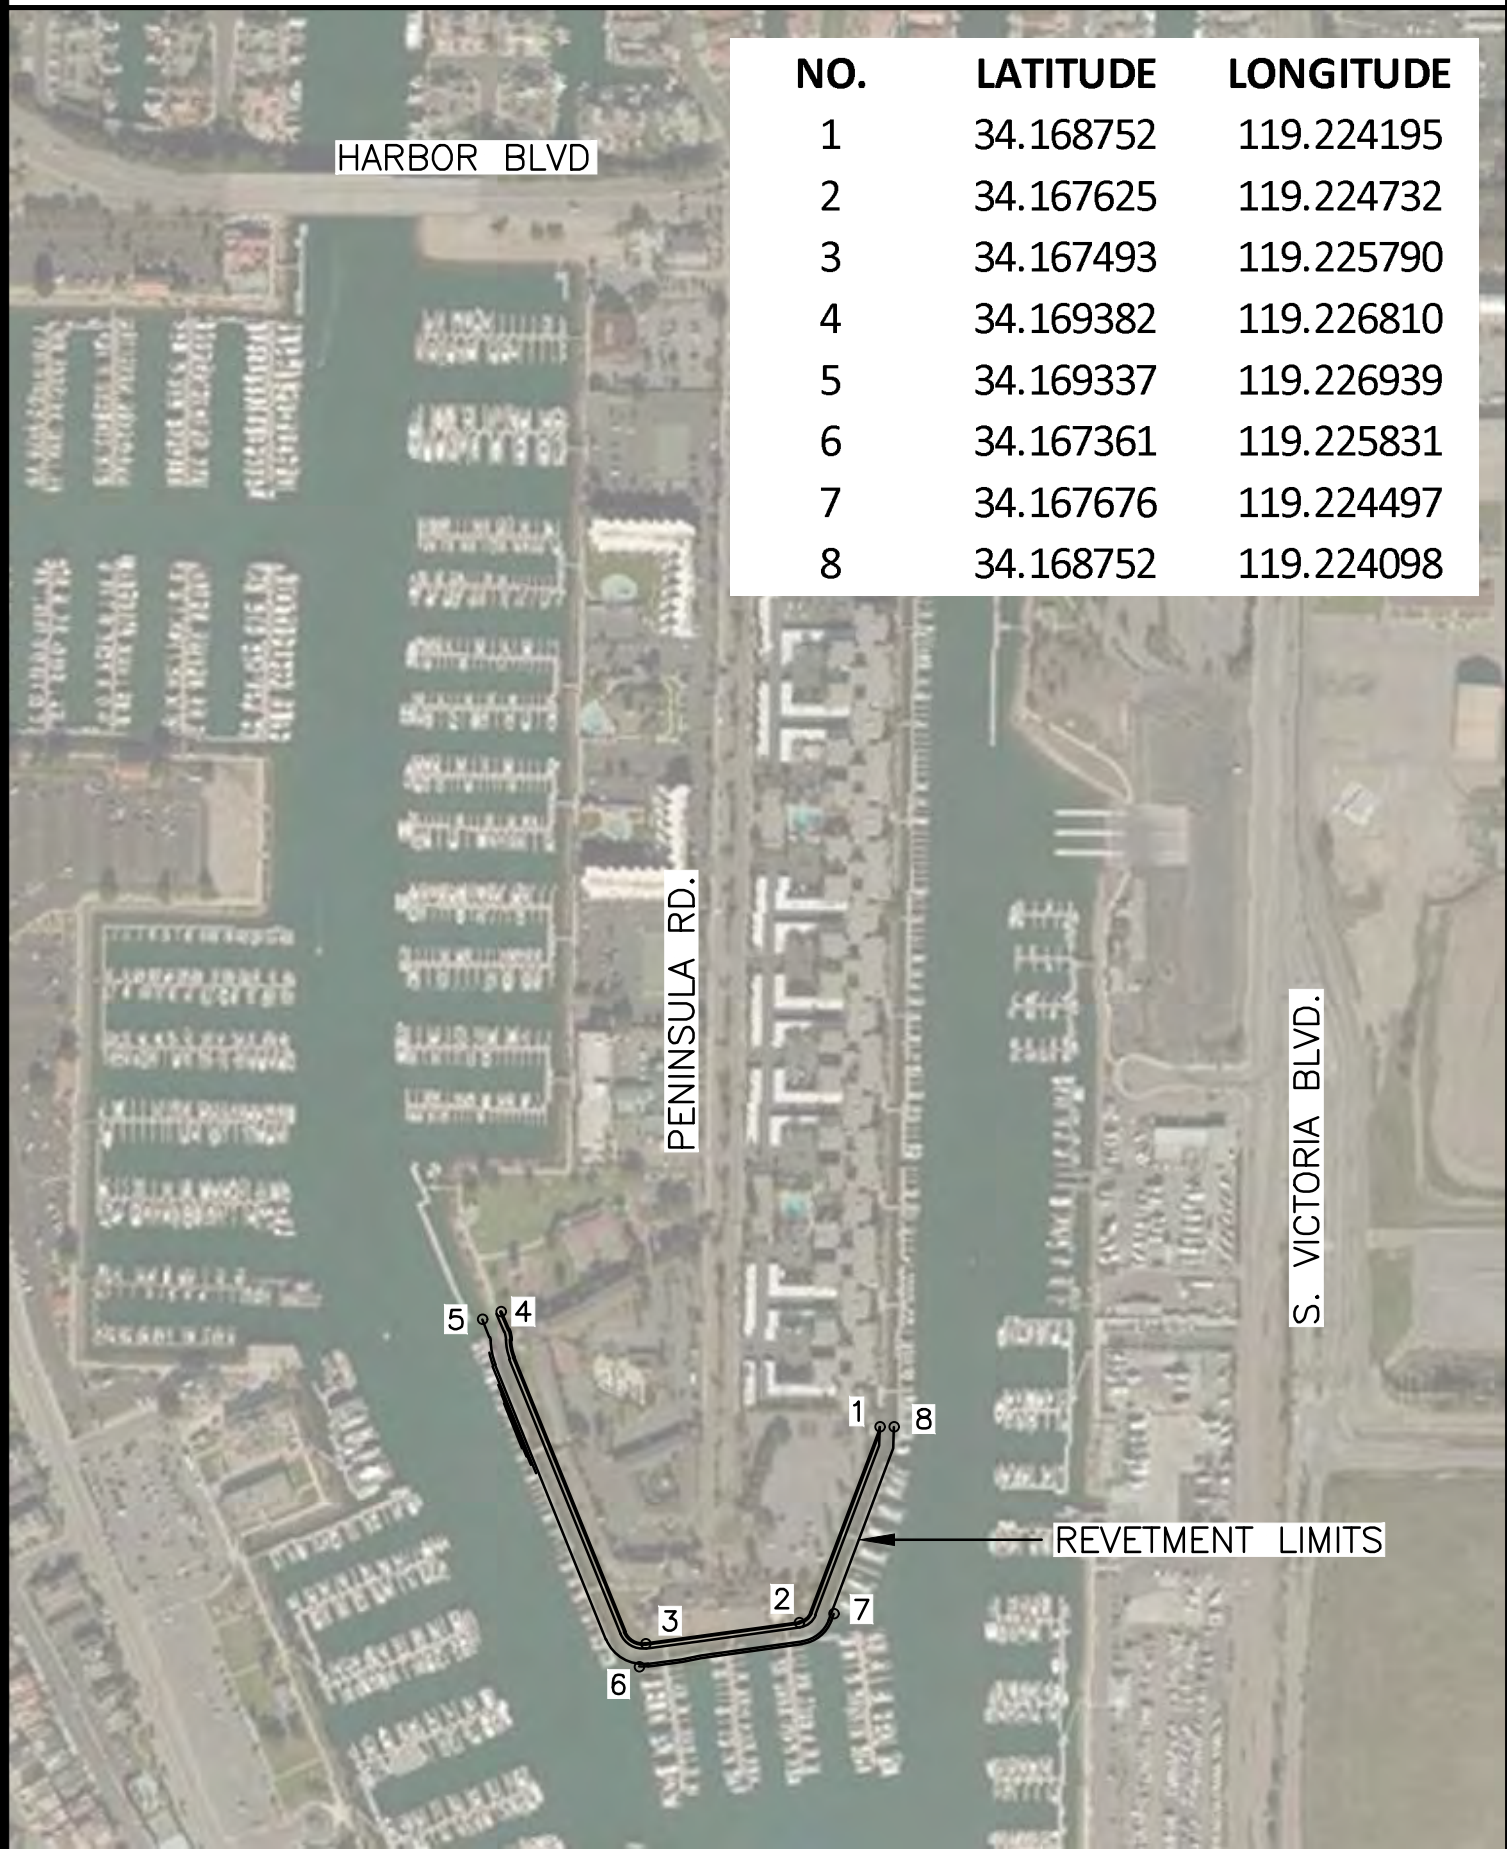 NO. LATITUDE LONGITUDE
1 34.168752 119.224195
2 34.167625 119.224732
3 34.167493 119.225790
4 34.169382 119.226810
5 34.169337 119.226939
6 34.167361 119.225831
7 34.167676 119.224497
8 34.168752 119.224098
HARBOR BLVD
PENINSULA RD.
S. VICTORIA BLVD.
5 4
1 8
REVETMENT LIMITS
2 7
3
6